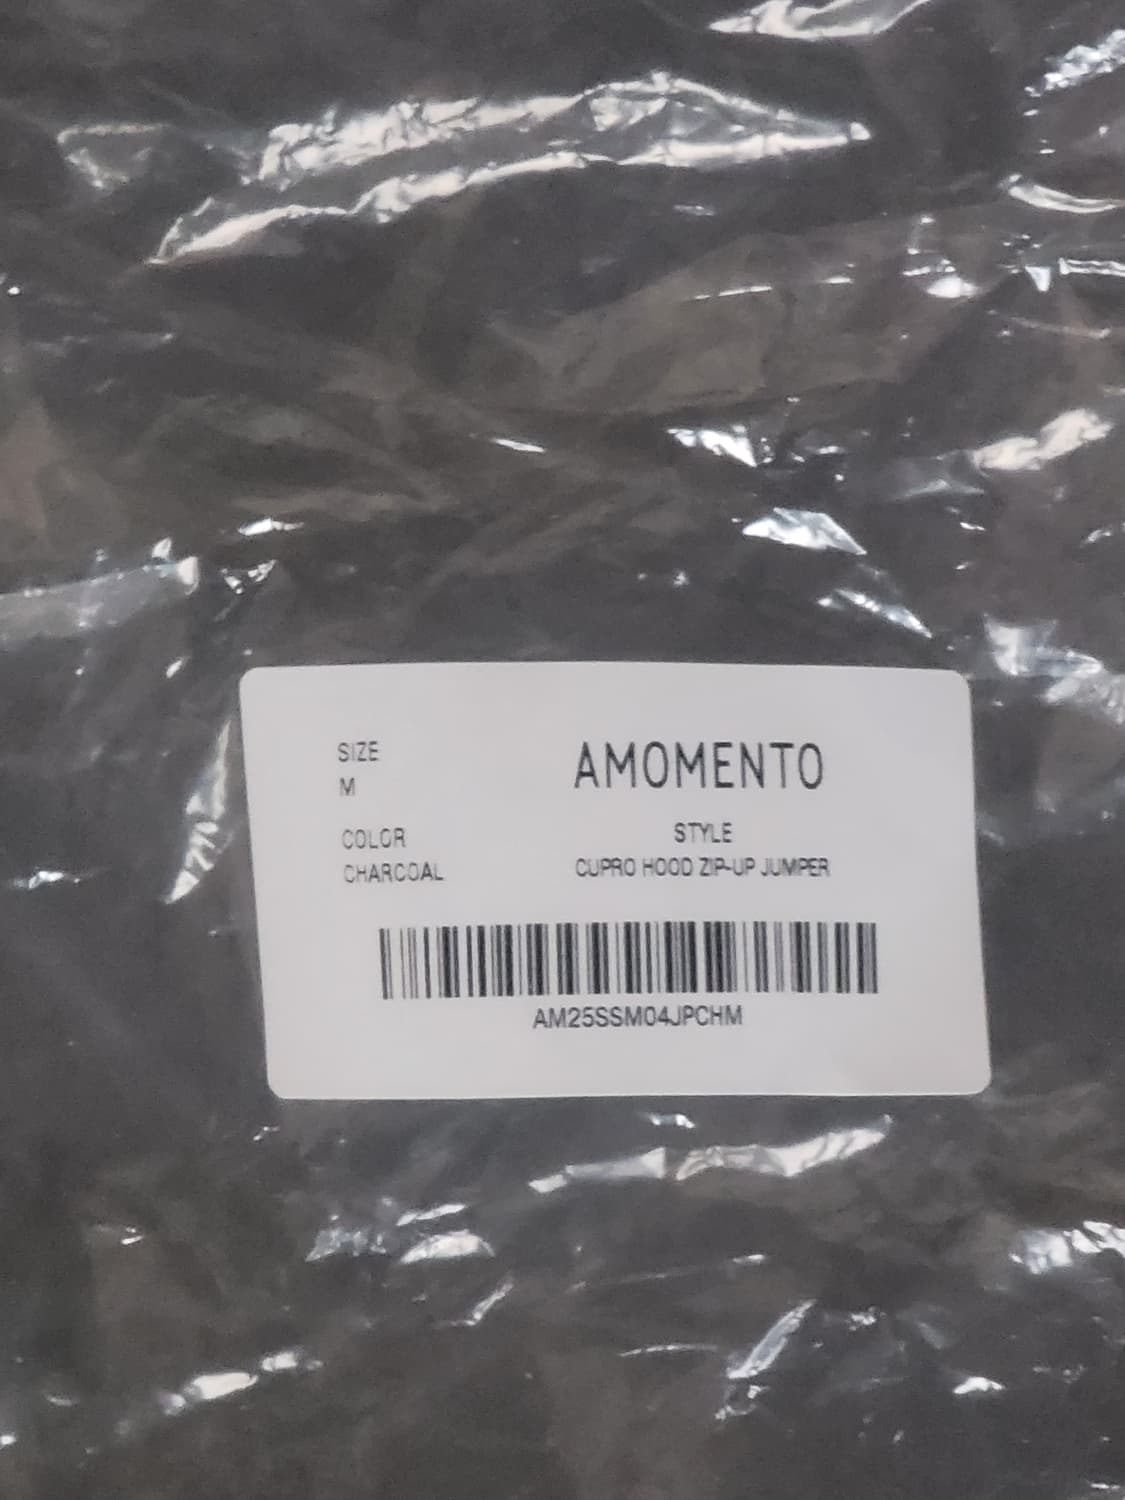 SIZE
M
COLOR
CHARCOAL
AMOMENTO
STYLE
CUPRO HOOD ZIP-UP JUMPER
AM25SSM04JPCHM